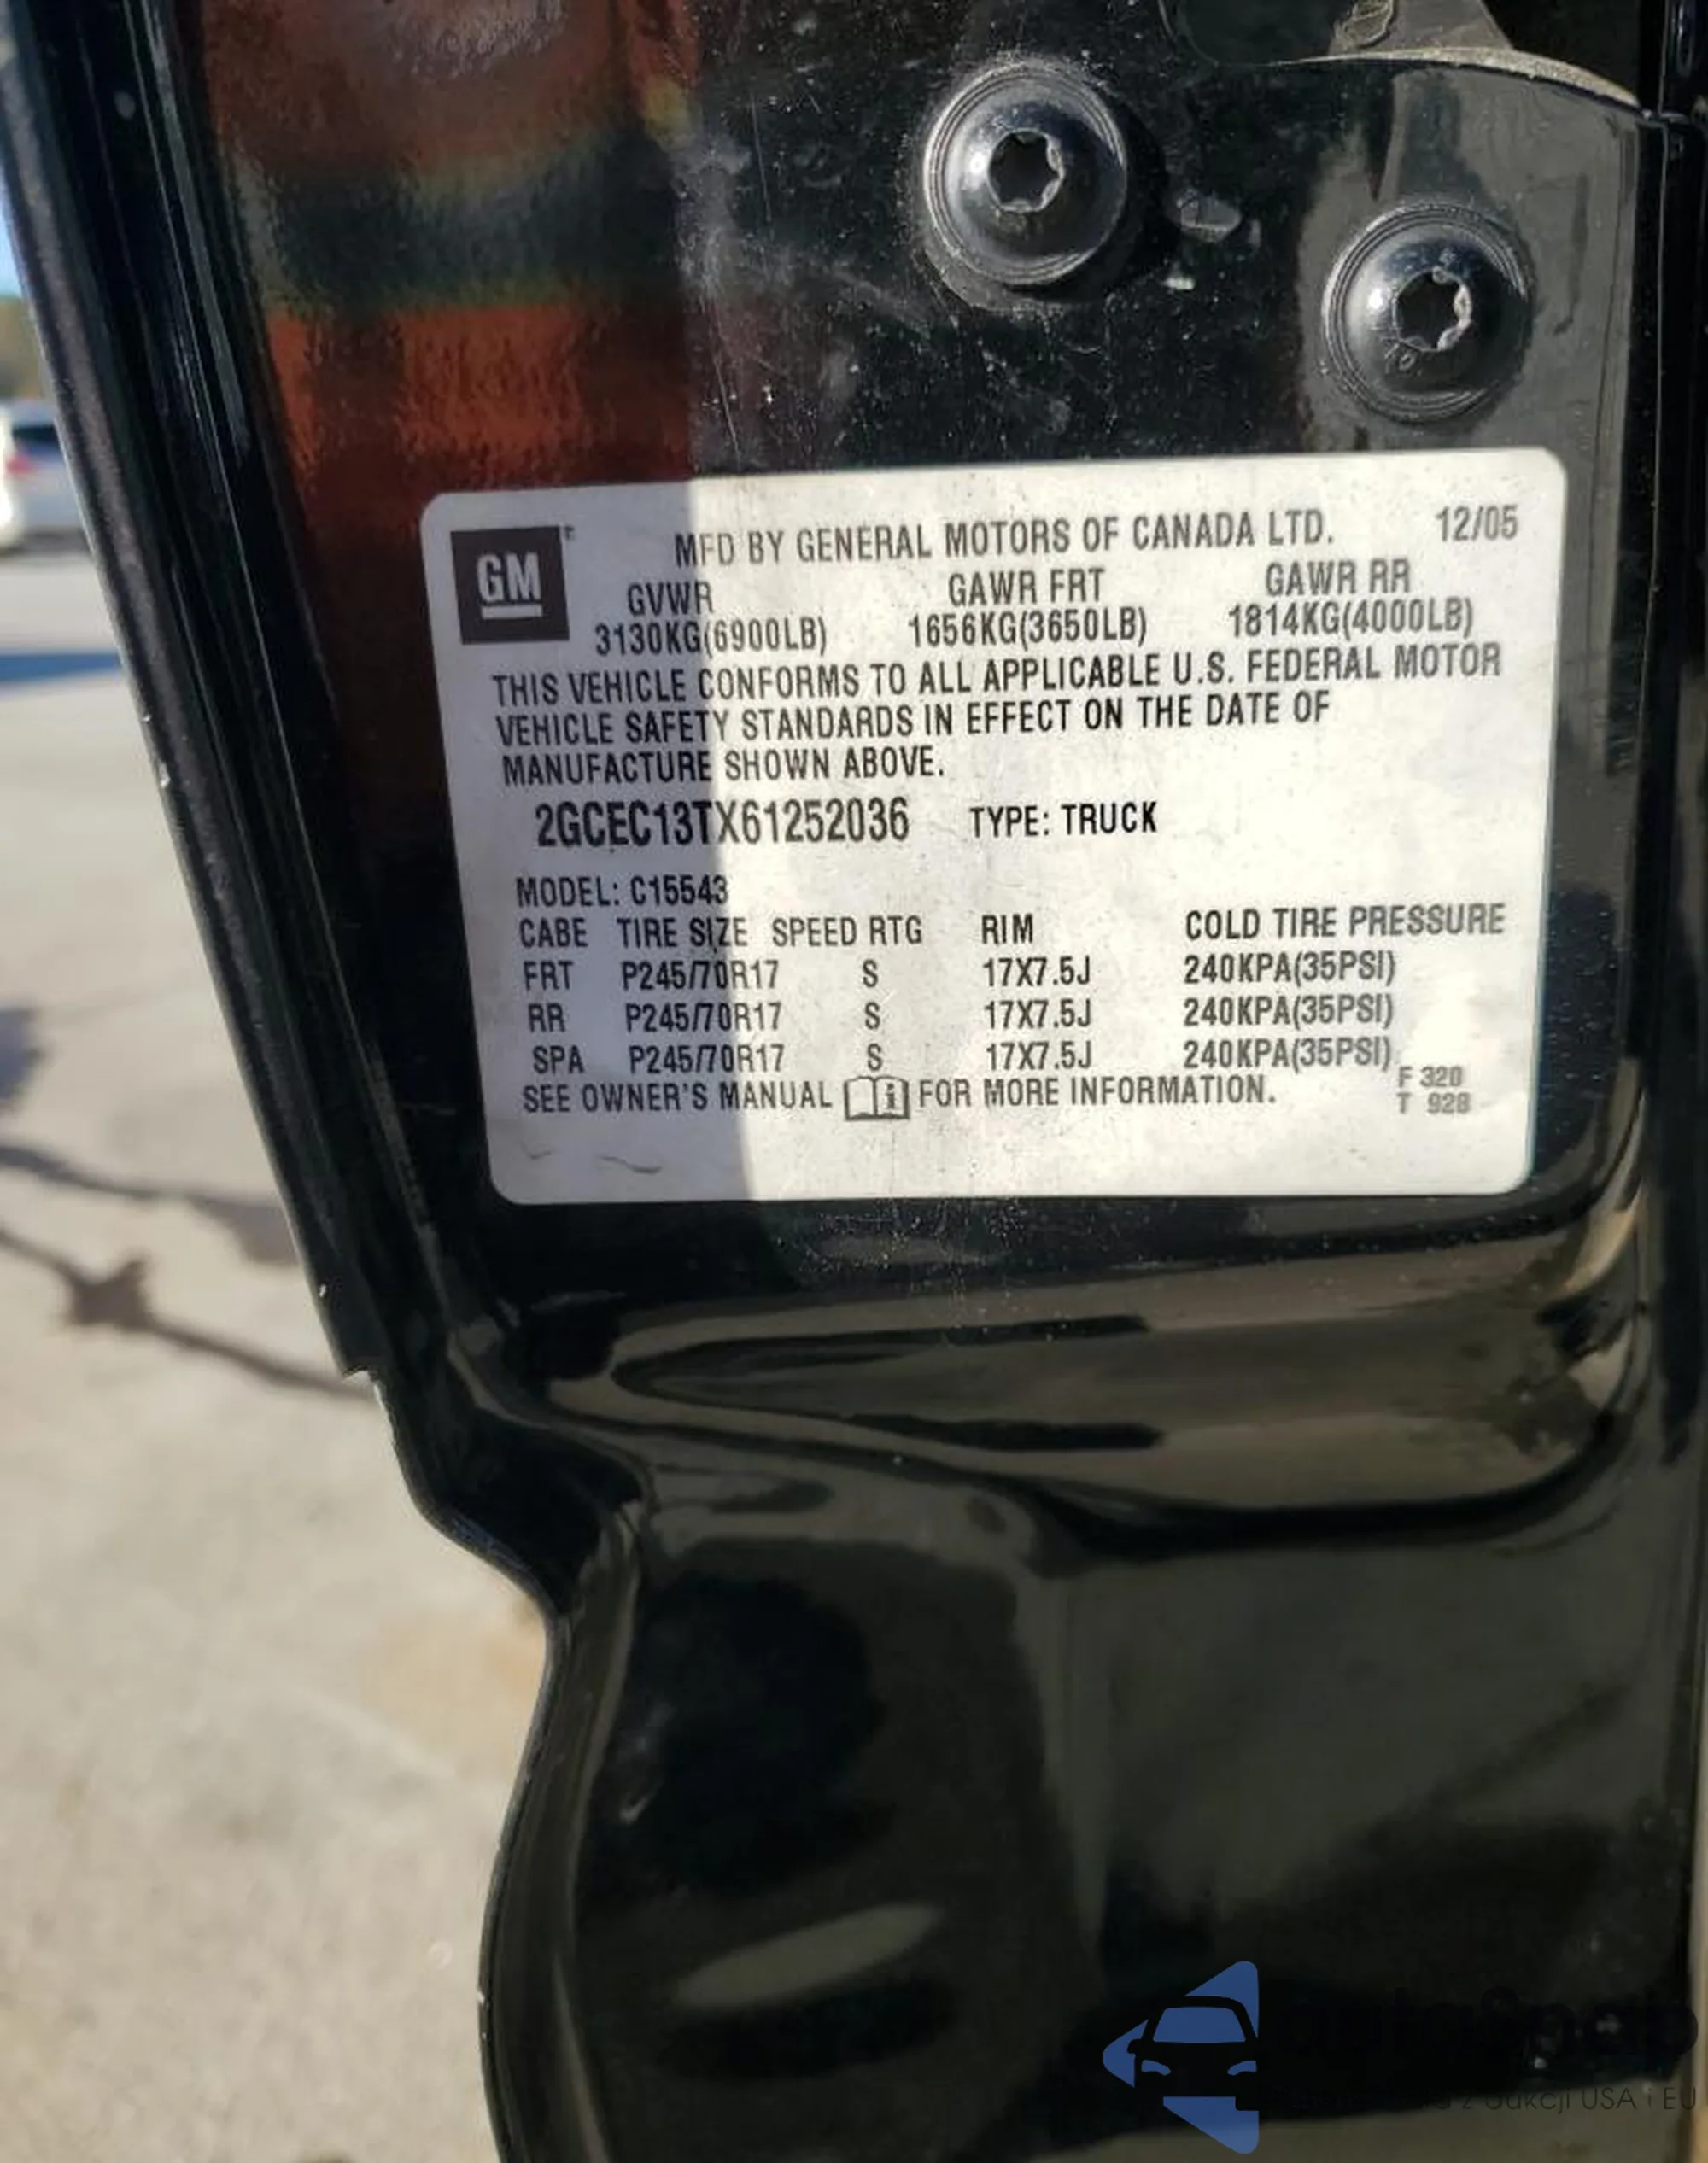 GM MFD BY GENERAL MOTORS OF CANADA LTD. 12/05
GVWR GAWR FRT GAWR RR
3130KG(6900LB) 1656KG(3650LB) 1814KG(4000LB)
THIS VEHICLE CONFORMS TO ALL APPLICABLE U.S. FEDERAL MOTOR
VEHICLE SAFETY STANDARDS IN EFFECT ON THE DATE OF
MANUFACTURE SHOWN ABOVE.
2GCEC13TX61252036 TYPE: TRUCK
MODEL: C15543
CABE TIRE SIZE SPEED RTG RIM COLD TIRE PRESSURE
FRT P245/70R17 S 17X7.5J 240KPA(35PSI)
RR P245/70R17 S 17X7.5J 240KPA(35PSI)
SPA P245/70R17 S 17X7.5J 240KPA(35PSI)
SEE OWNER'S MANUAL FOR MORE INFORMATION.
F 320
T 928
10
z aukcji USA i EU